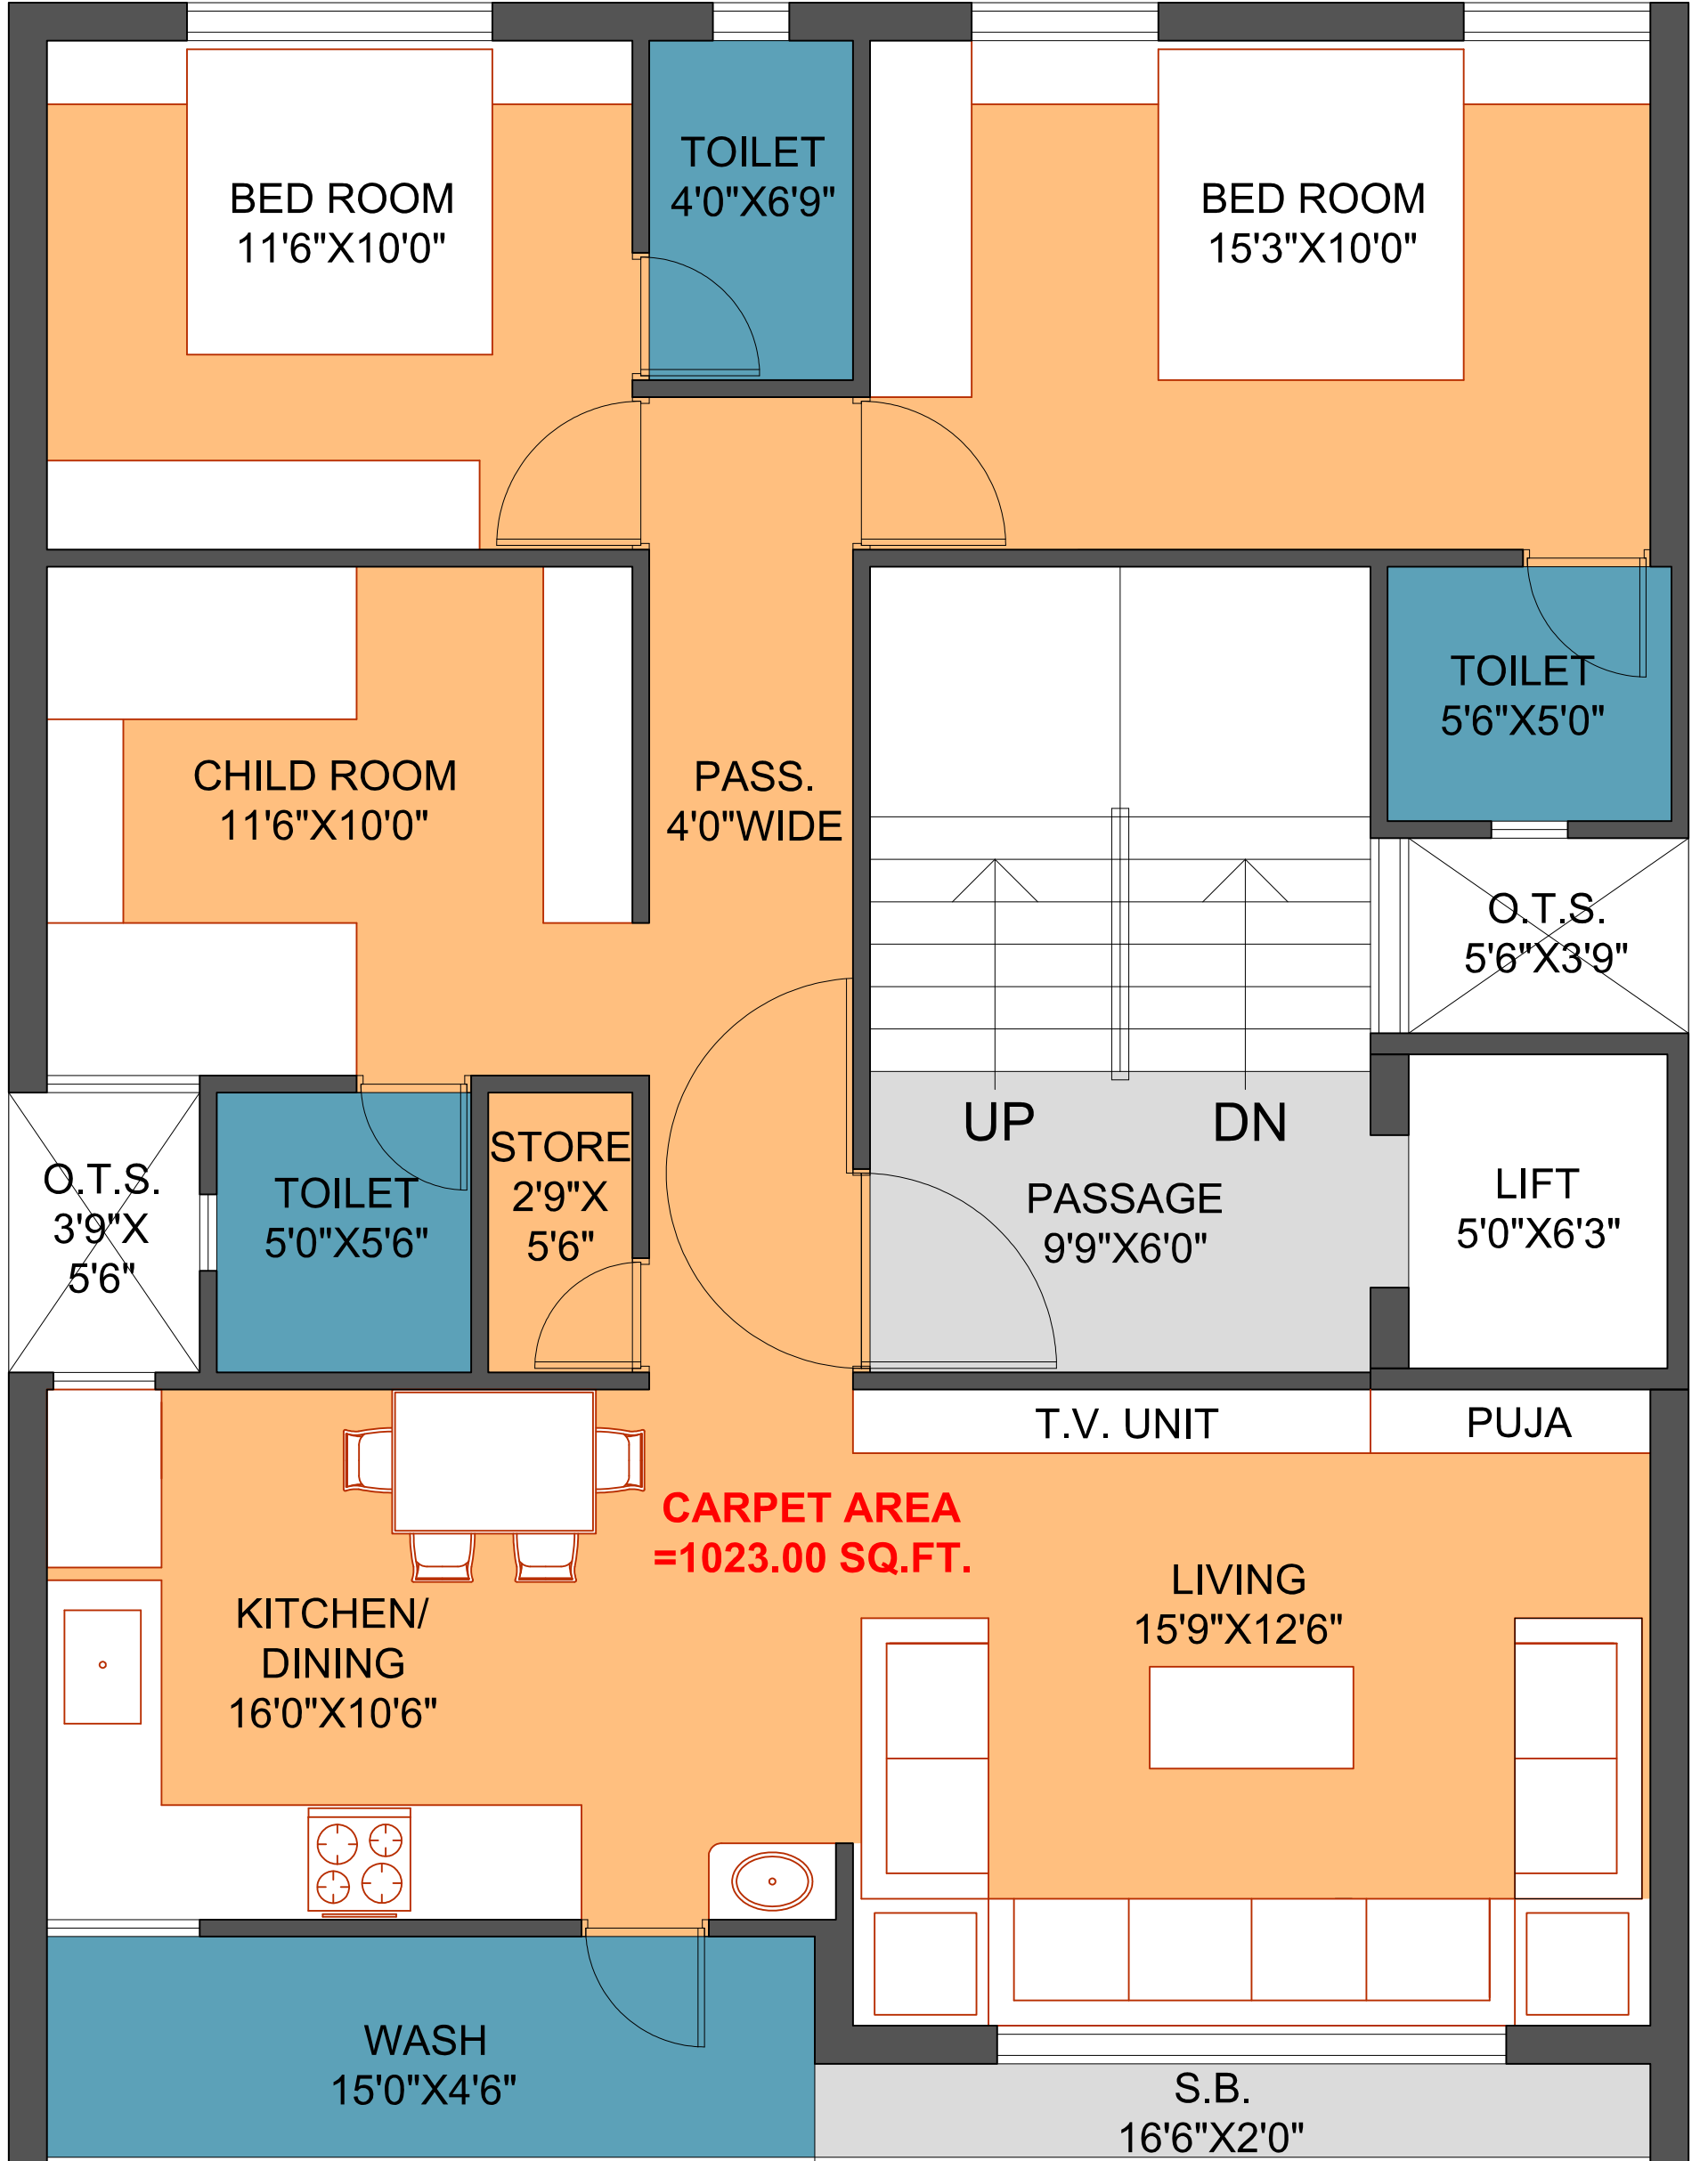 BED ROOM
11'6"X10'0"
TOILET
4'0"X6'9"
BED ROOM
15'3"X10'0"
CHILD ROOM
11'6"X10'0"
PASS.
4'0"WIDE
TOILET
5'6"X5'0"
O.T.S.
5'6"X3'9"
UP
DN
PASSAGE
9'9"X6'0"
LIFT
5'0"X6'3"
O.T.S.
3'9"X
5'6"
TOILET
5'0"X5'6"
STORE
2'9"X
5'6"
T.V. UNIT
PUJA
CARPET AREA
=1023.00 SQ.FT.
KITCHEN/
DINING
16'0"X10'6"
LIVING
15'9"X12'6"
WASH
15'0"X4'6"
S.B.
16'6"X2'0"